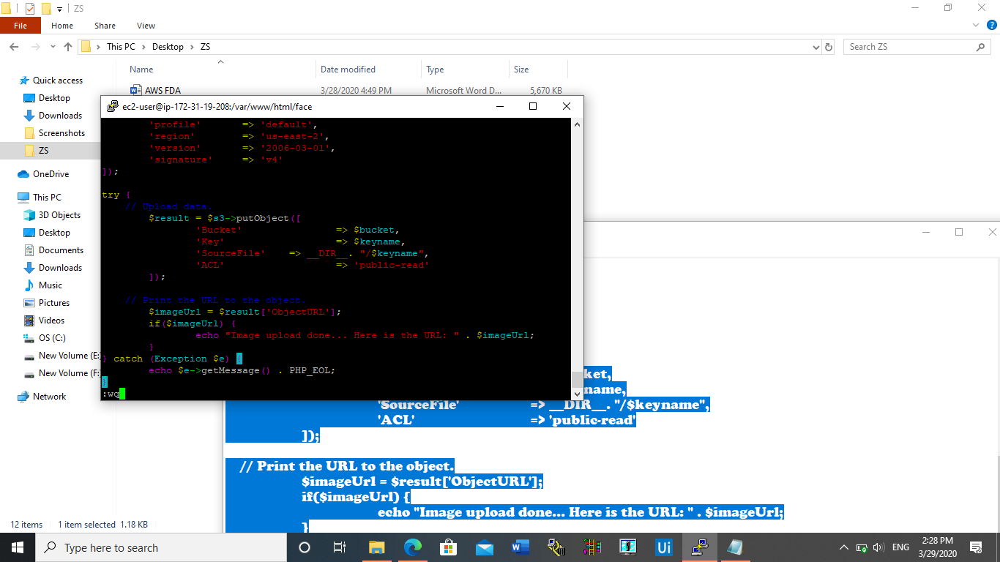 ZS
File Home Share View
This PC Desktop ZS
Search ZS
Name Date modified Type Size
Quick access
Desktop
Downloads
Screenshots
ZS
OneDrive
This PC
3D Objects
Desktop
Documents
Downloads
Music
Pictures
Videos
OS (C:)
New Volume (E:
New Volume (F:
Network
AWS FDA 3/28/2020 4:49 PM Microsoft Word D... 5,670 KB
ec2-user@ip-172-31-19-208:/var/www/html/face
'profile' => 'default',
'region' => 'us-east-2',
'version' => '2006-03-01',
'signature' => 'v4'
]);
try {
// Upload data.
$result = $s3->putObject([
'Bucket' => $bucket,
'Key' => $keyname,
'SourceFile' => __DIR__. "/$keyname",
'ACL' => 'public-read'
]);
// Print the URL to the object.
$imageUrl = $result['ObjectURL'];
if($imageUrl) {
echo "Image upload done... Here is the URL: " . $imageUrl;
}
} catch (Exception $e) {
echo $e->getMessage() . PHP_EOL;
}
:wq
ket,
name,
'SourceFile' => __DIR__. "/$keyname",
'ACL' => 'public-read'
]);
// Print the URL to the object.
$imageUrl = $result['ObjectURL'];
if($imageUrl) {
echo "Image upload done... Here is the URL: " . $imageUrl;
}
12 items 1 item selected 1.18 KB
Type here to search
Ui
ENG
2:28 PM
3/29/2020